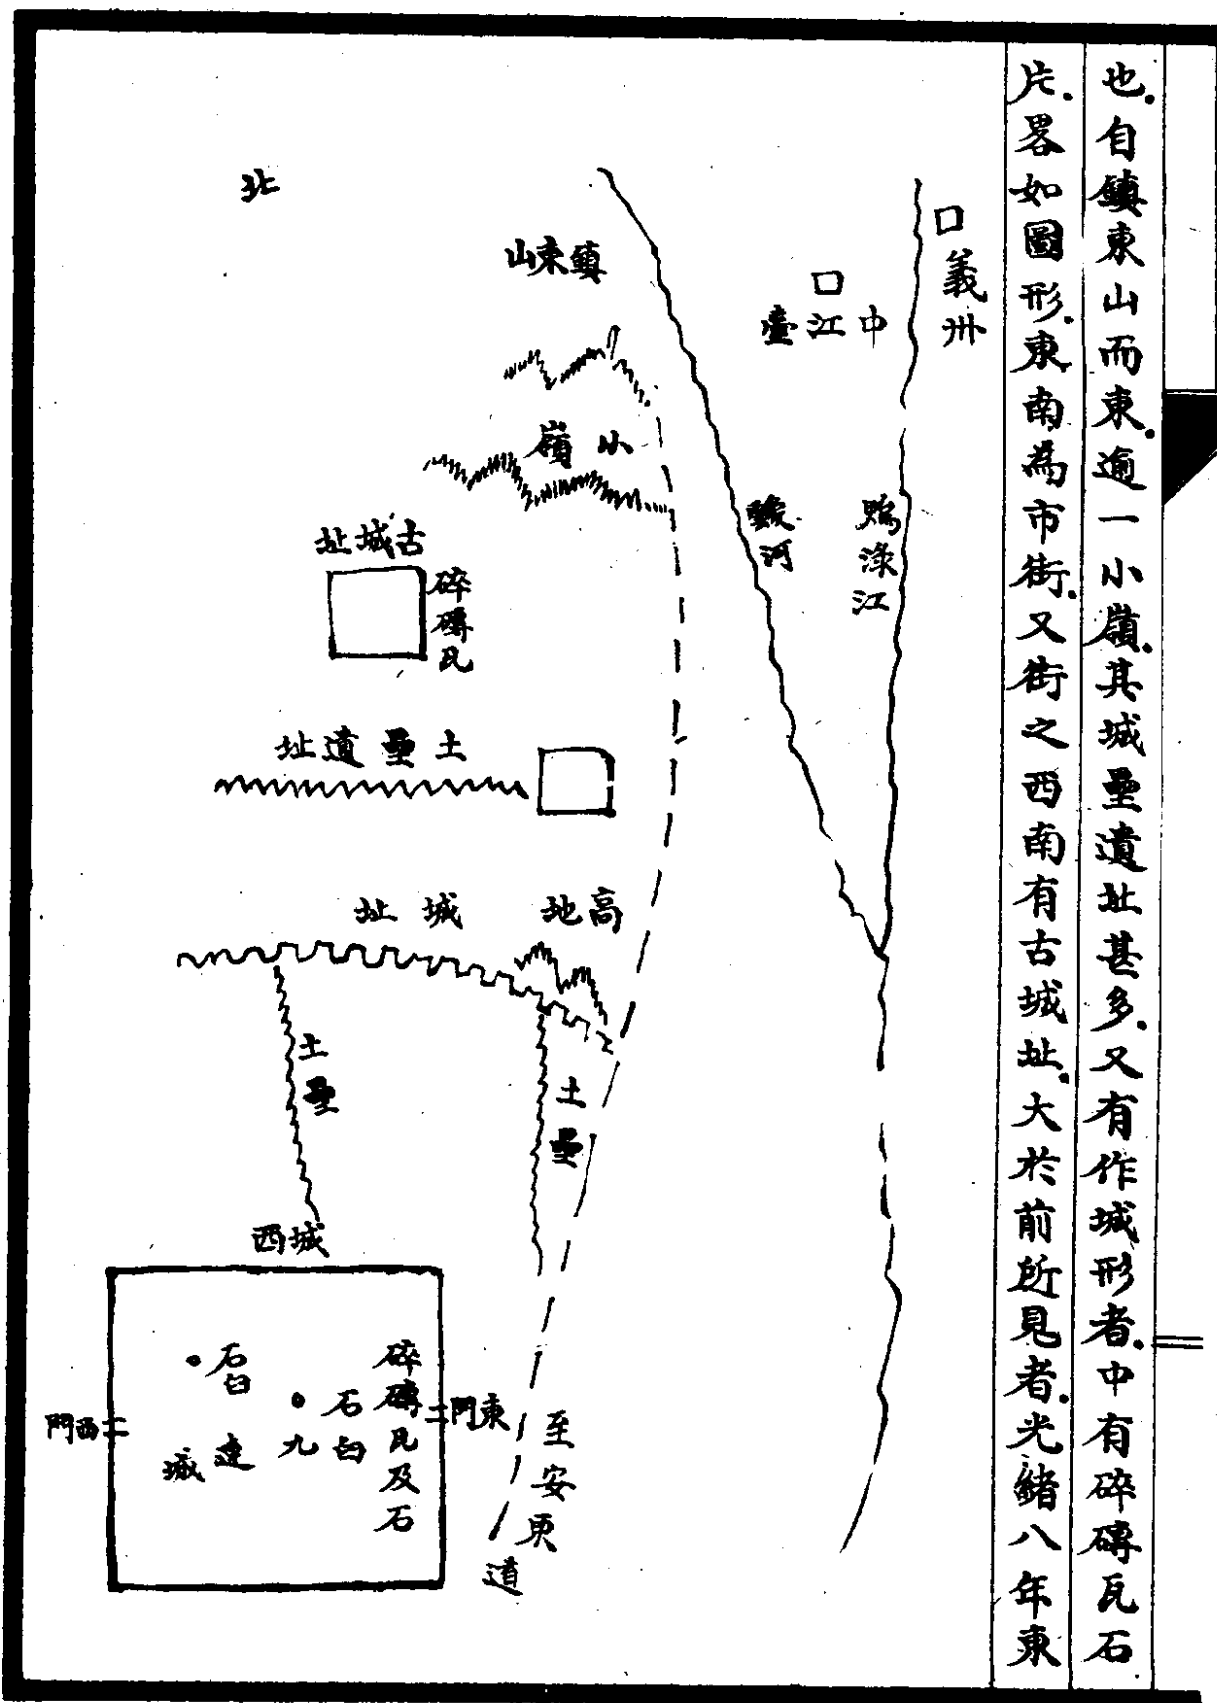 也自鎮東山而東逾一小嶺其城壘遺址甚多又有作城形者中有碎磚瓦石
片畧如圖形東南為市街又街之西南有古城址大於前所見者光緒八年東
義州
中江臺
鴨淥江
靉河
鎮東山
小嶺
北
古城址
碎磚瓦
土壘遺址
高地
城址
土壘
土壘
城西
東門
西門
碎磚瓦及石
石臼
石臼
九連城
至安東道